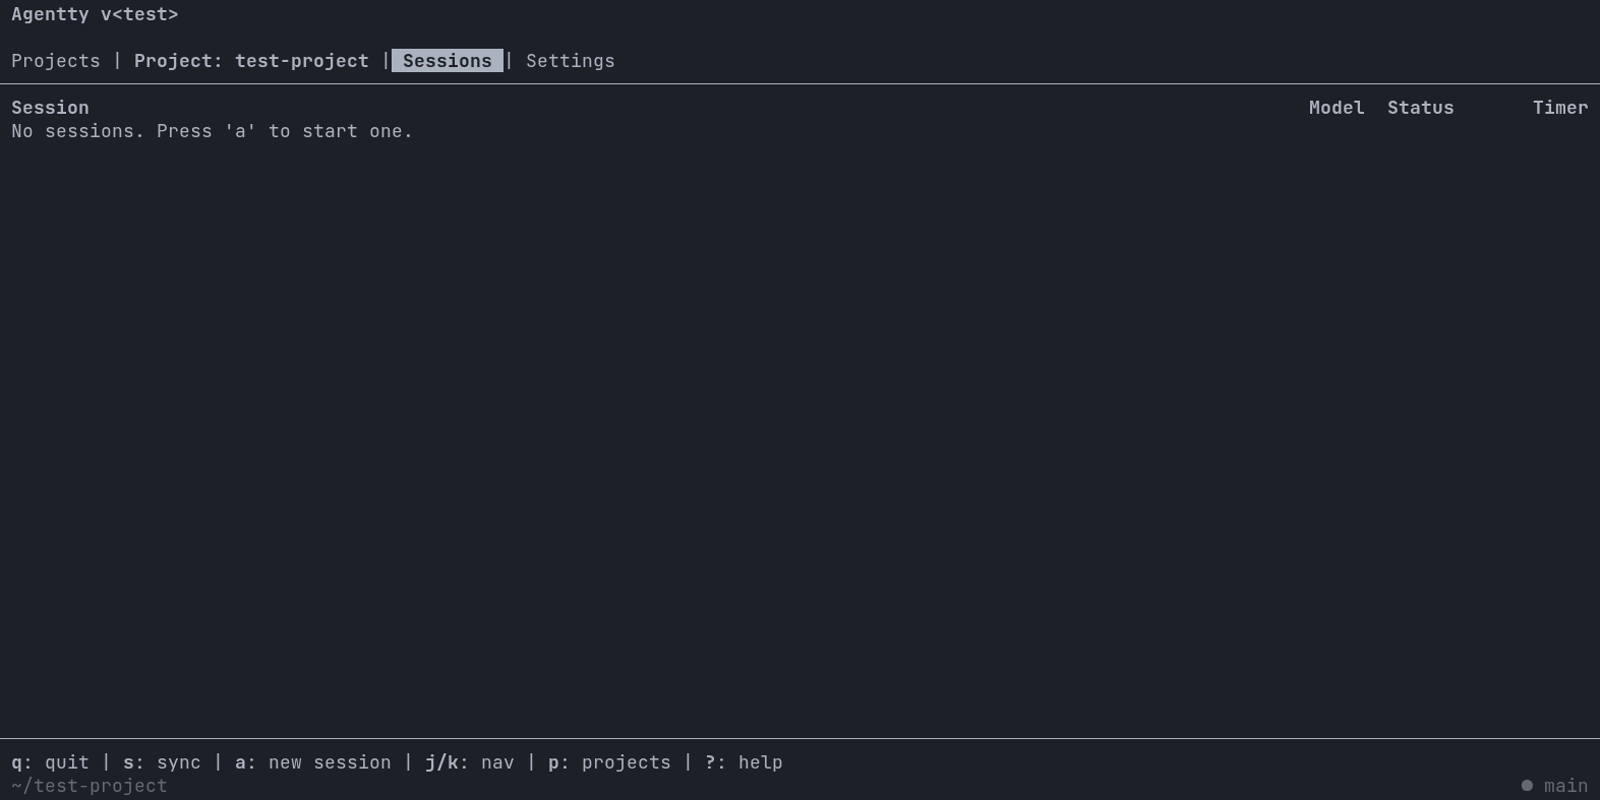 Agentty v<test>
Projects | Project: test-project | Sessions | Settings
Session Model Status Timer
No sessions. Press 'a' to start one.
q: quit | s: sync | a: new session | j/k: nav | p: projects | ?: help
~/test-project ● main